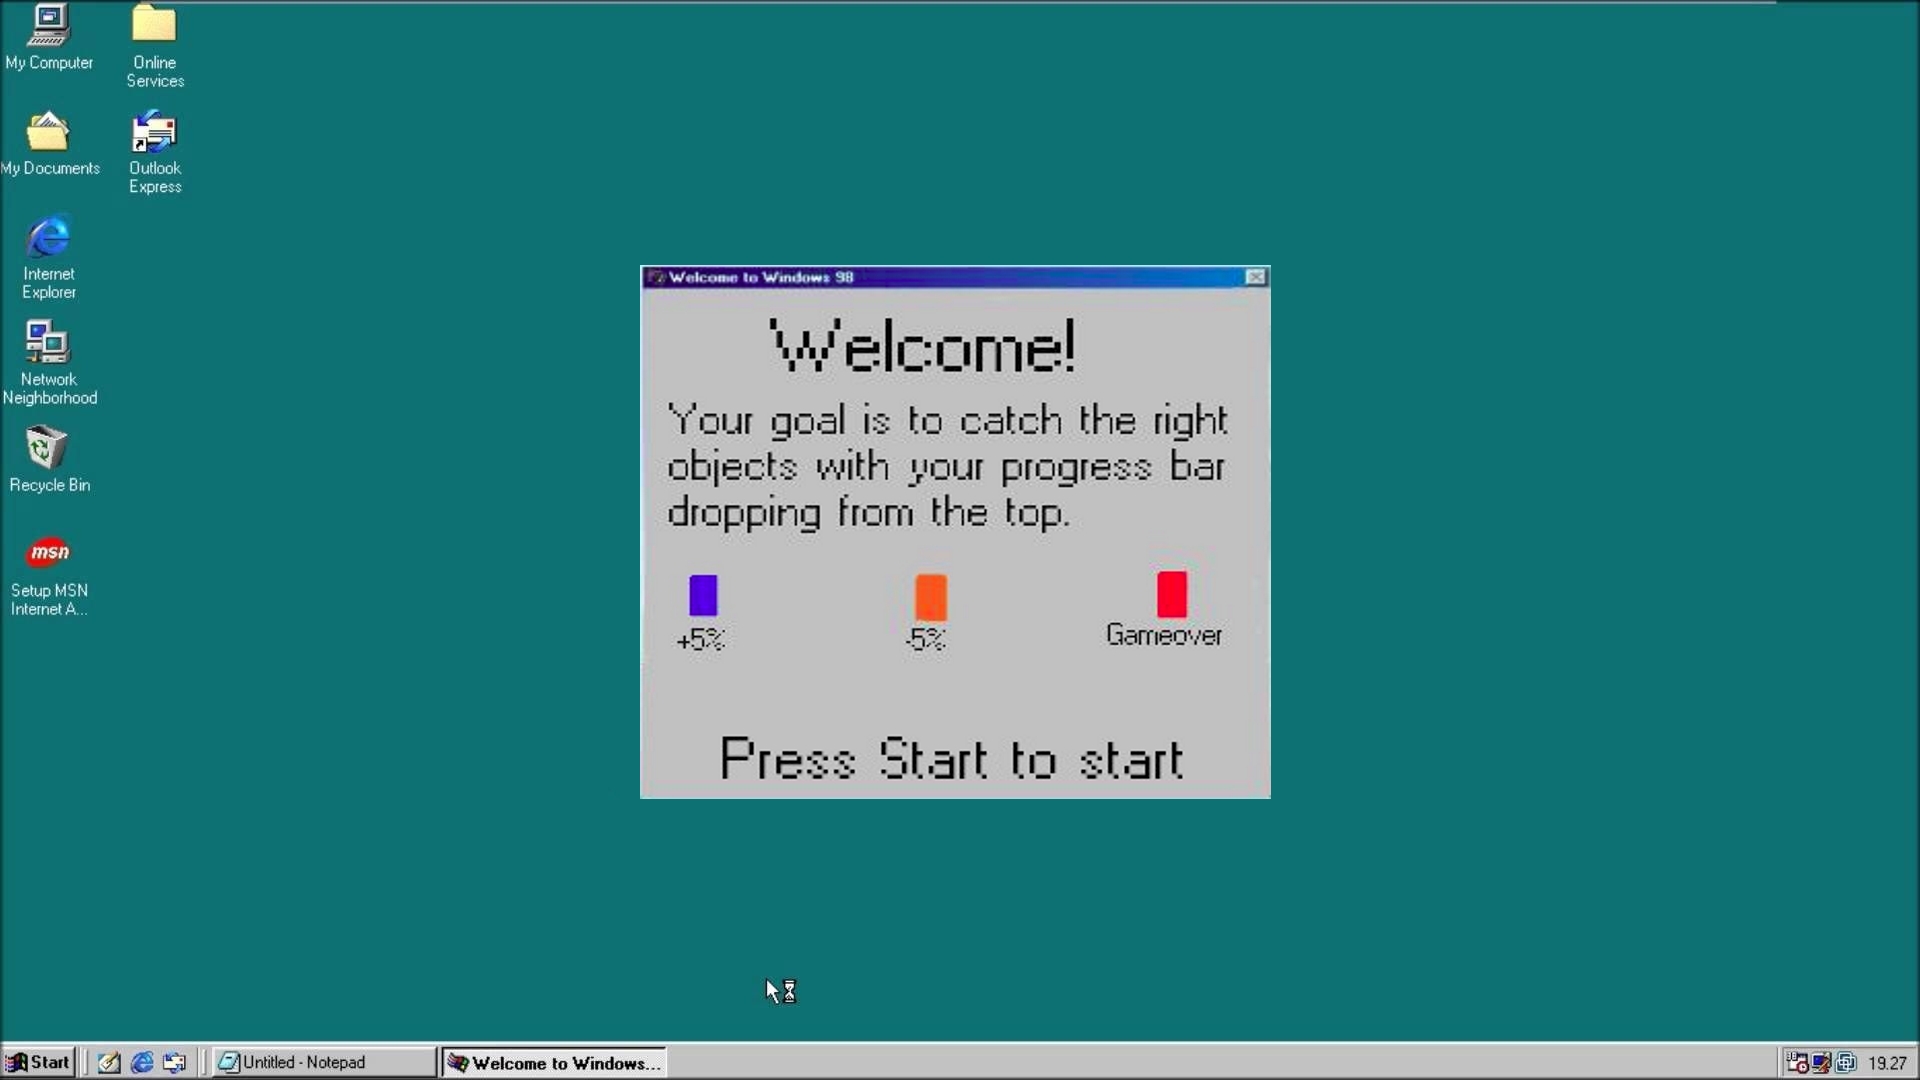 My Computer
Online
Services
My Documents
Outlook
Express
Internet
Explorer
Network
Neighborhood
Recycle Bin
msn
Setup MSN
Internet A...
Welcome to Windows 98
Welcome!
Your goal is to catch the right
objects with your progress bar
dropping from the top.
+5%
-5%
Gameover
Press Start to start
Start
Untitled - Notepad
Welcome to Windows...
19.27